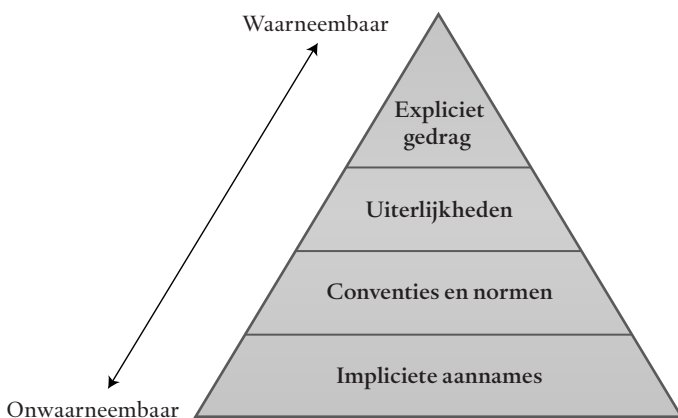 Waarneembaar
Expliciet
gedrag
Uiterlijkheden
Conventies en normen
Impliciete aannames
Onwaarneembaar